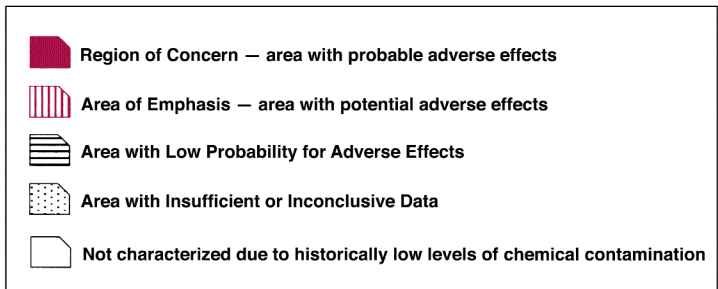 Region of Concern — area with probable adverse effects
Area of Emphasis — area with potential adverse effects
Area with Low Probability for Adverse Effects
Area with Insufficient or Inconclusive Data
Not characterized due to historically low levels of chemical contamination